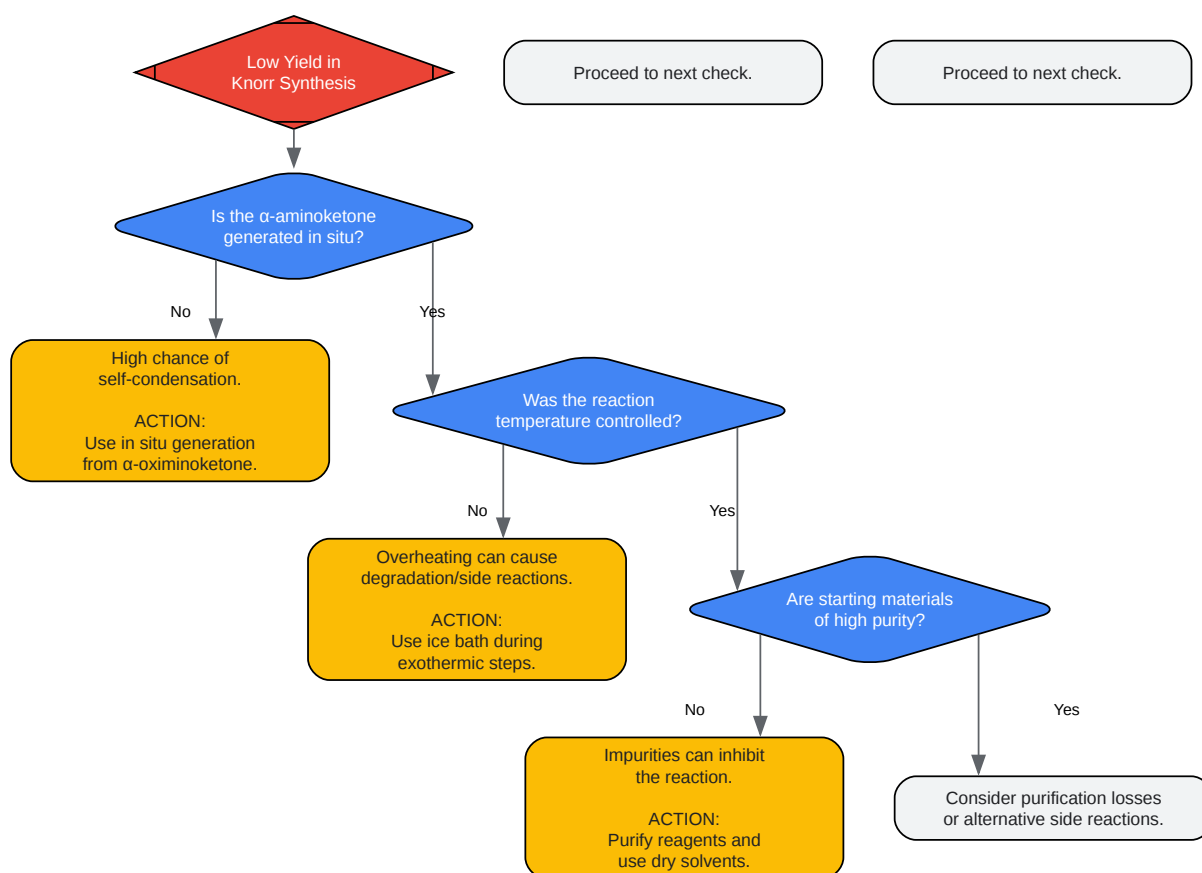 Low Yield in
Knorr Synthesis
Proceed to next check.
Proceed to next check.
Is the α-aminoketone
generated in situ?
No
Yes
High chance of
self-condensation.
ACTION:
Use in situ generation
from α-oximinoketone.
Was the reaction
temperature controlled?
No
Yes
Overheating can cause
degradation/side reactions.
ACTION:
Use ice bath during
exothermic steps.
Are starting materials
of high purity?
No
Yes
Impurities can inhibit
the reaction.
ACTION:
Purify reagents and
use dry solvents.
Consider purification losses
or alternative side reactions.